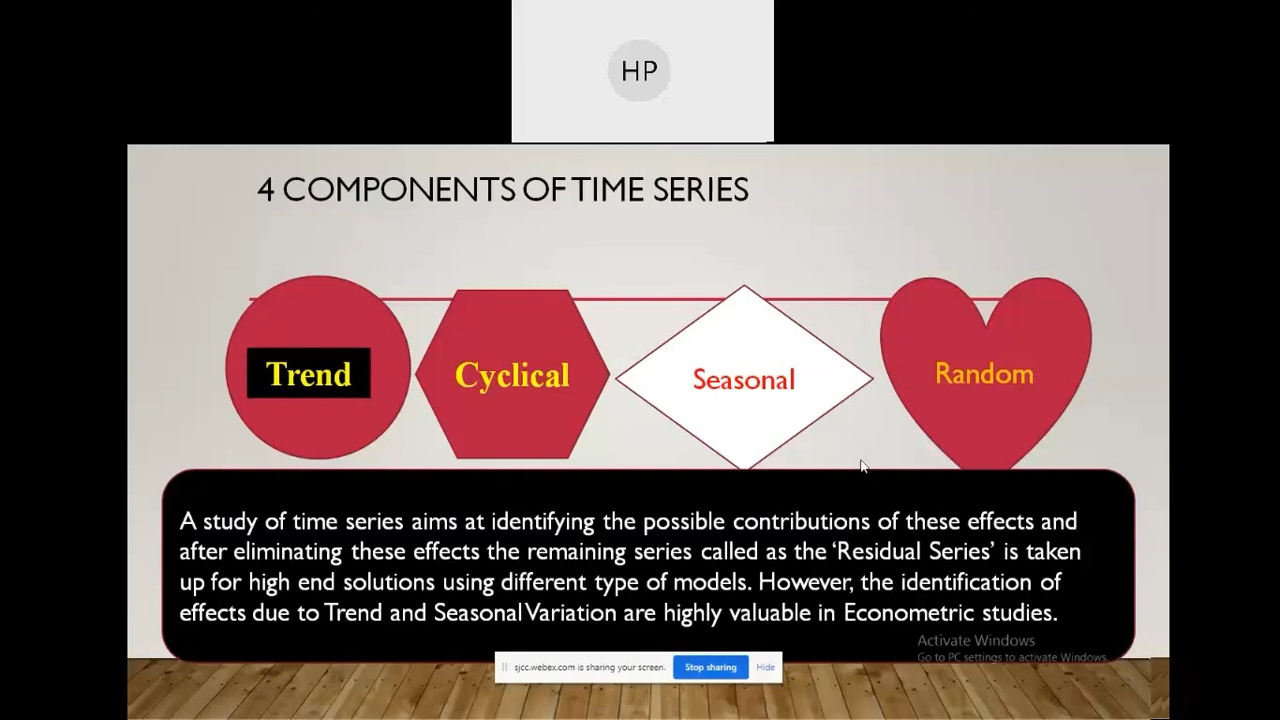 HP
4 COMPONENTS OF TIME SERIES
Trend
Cyclical
Seasonal
Random
A study of time series aims at identifying the possible contributions of these effects and
after eliminating these effects the remaining series called as the ‘Residual Series’ is taken
up for high end solutions using different type of models. However, the identification of
effects due to Trend and Seasonal Variation are highly valuable in Econometric studies.
Activate Windows
Go to PC settings to activate Windows.
sjcc.webex.com is sharing your screen.
Stop sharing
Hide